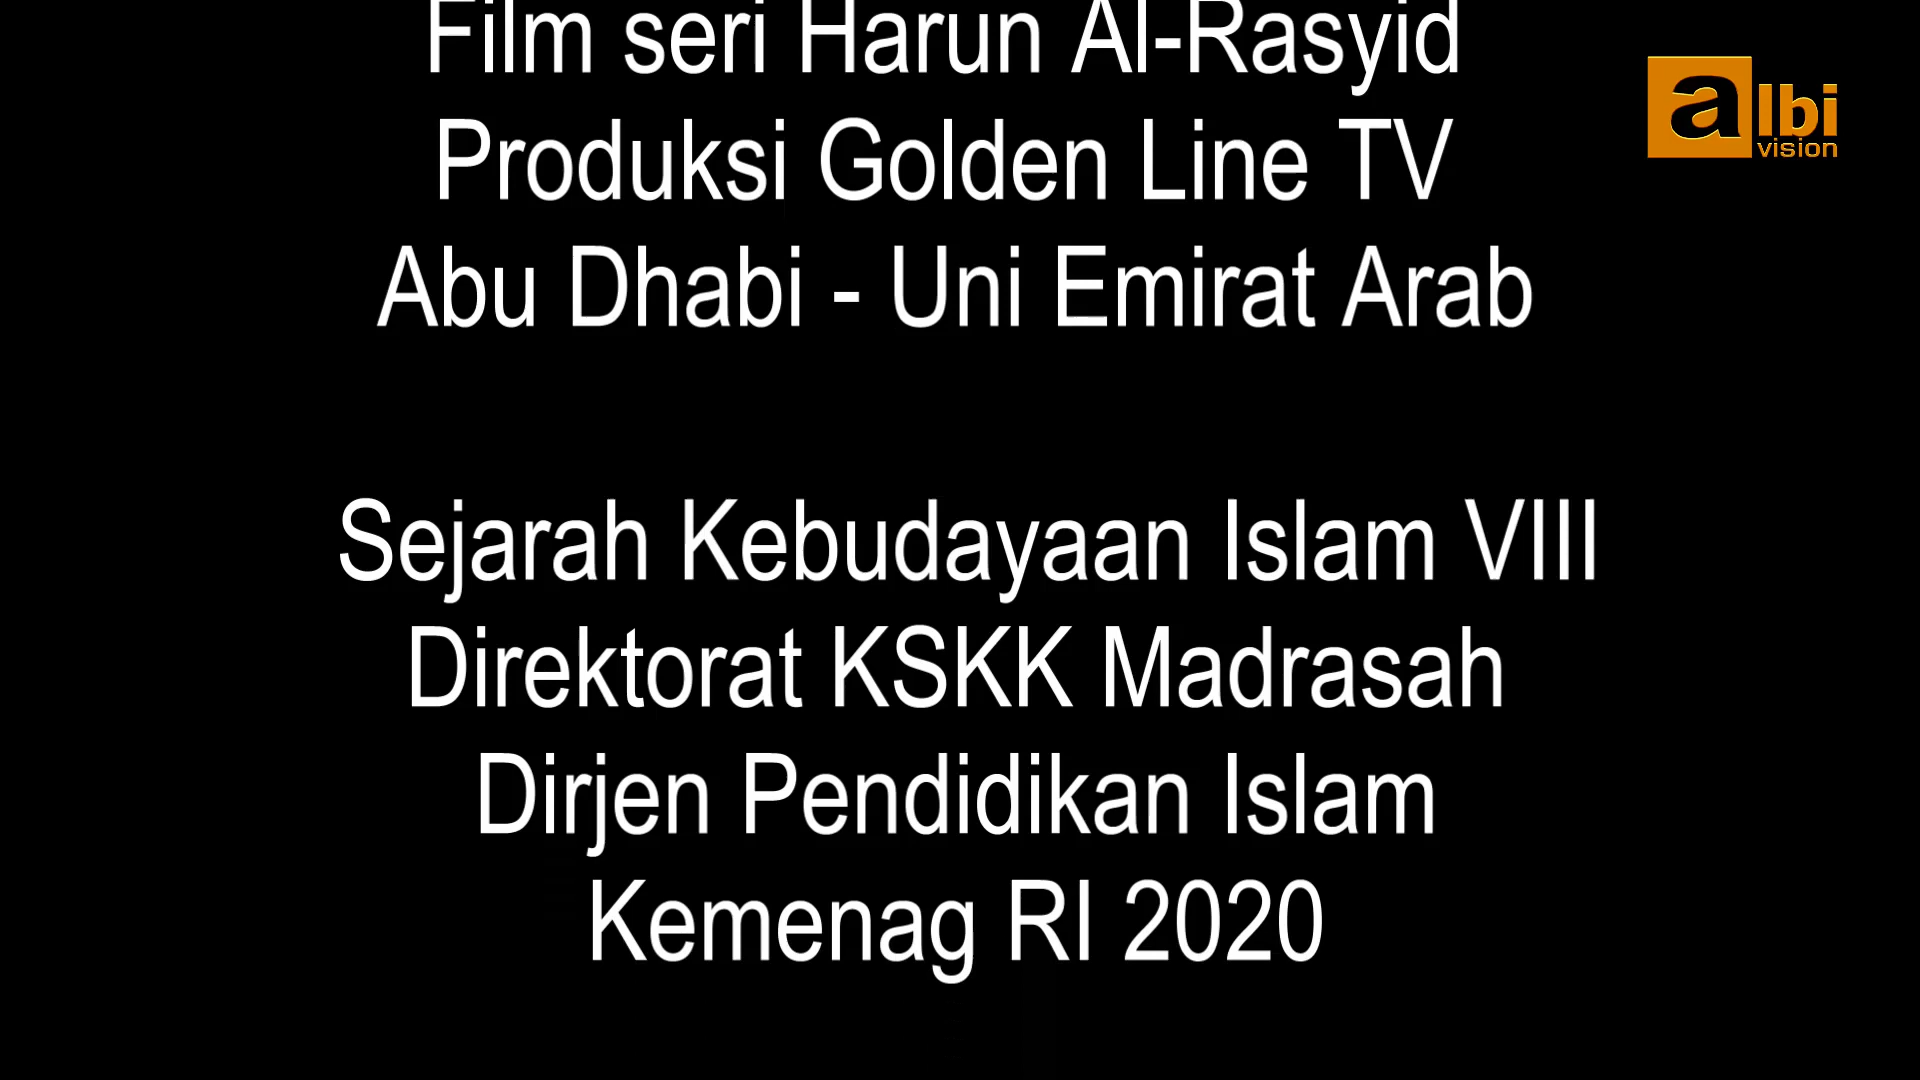 Film seri Harun Al-Rasyid
Produksi Golden Line TV
Abu Dhabi - Uni Emirat Arab
Sejarah Kebudayaan Islam VIII
Direktorat KSKK Madrasah
Dirjen Pendidikan Islam
Kemenag RI 2020
albi
vision